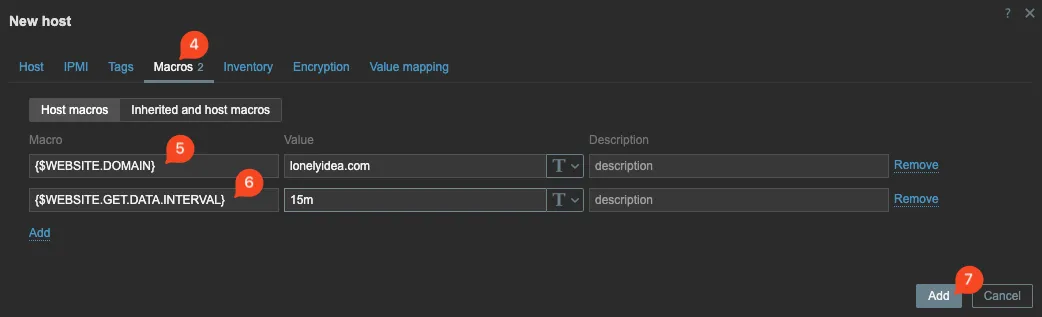 New host
?
4
Host IPMI Tags Macros 2 Inventory Encryption Value mapping
Host macros Inherited and host macros
Macro Value Description
5
{$WEBSITE.DOMAIN} lonelyidea.com T description Remove
6
{$WEBSITE.GET.DATA.INTERVAL} 15m T description Remove
Add
7
Add Cancel